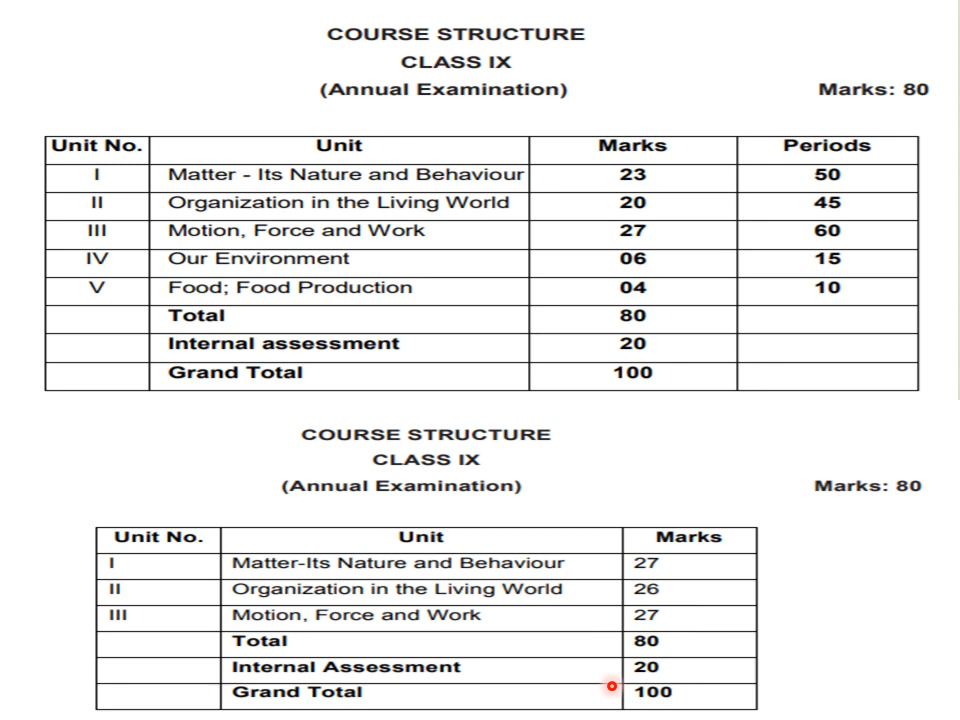 COURSE STRUCTURE
CLASS IX
(Annual Examination) Marks: 80
Unit No. Unit Marks Periods
I Matter - Its Nature and Behaviour 23 50
II Organization in the Living World 20 45
III Motion, Force and Work 27 60
IV Our Environment 06 15
V Food; Food Production 04 10
Total 80
Internal assessment 20
Grand Total 100
COURSE STRUCTURE
CLASS IX
(Annual Examination) Marks: 80
Unit No. Unit Marks
I Matter-Its Nature and Behaviour 27
II Organization in the Living World 26
III Motion, Force and Work 27
Total 80
Internal Assessment 20
Grand Total 100